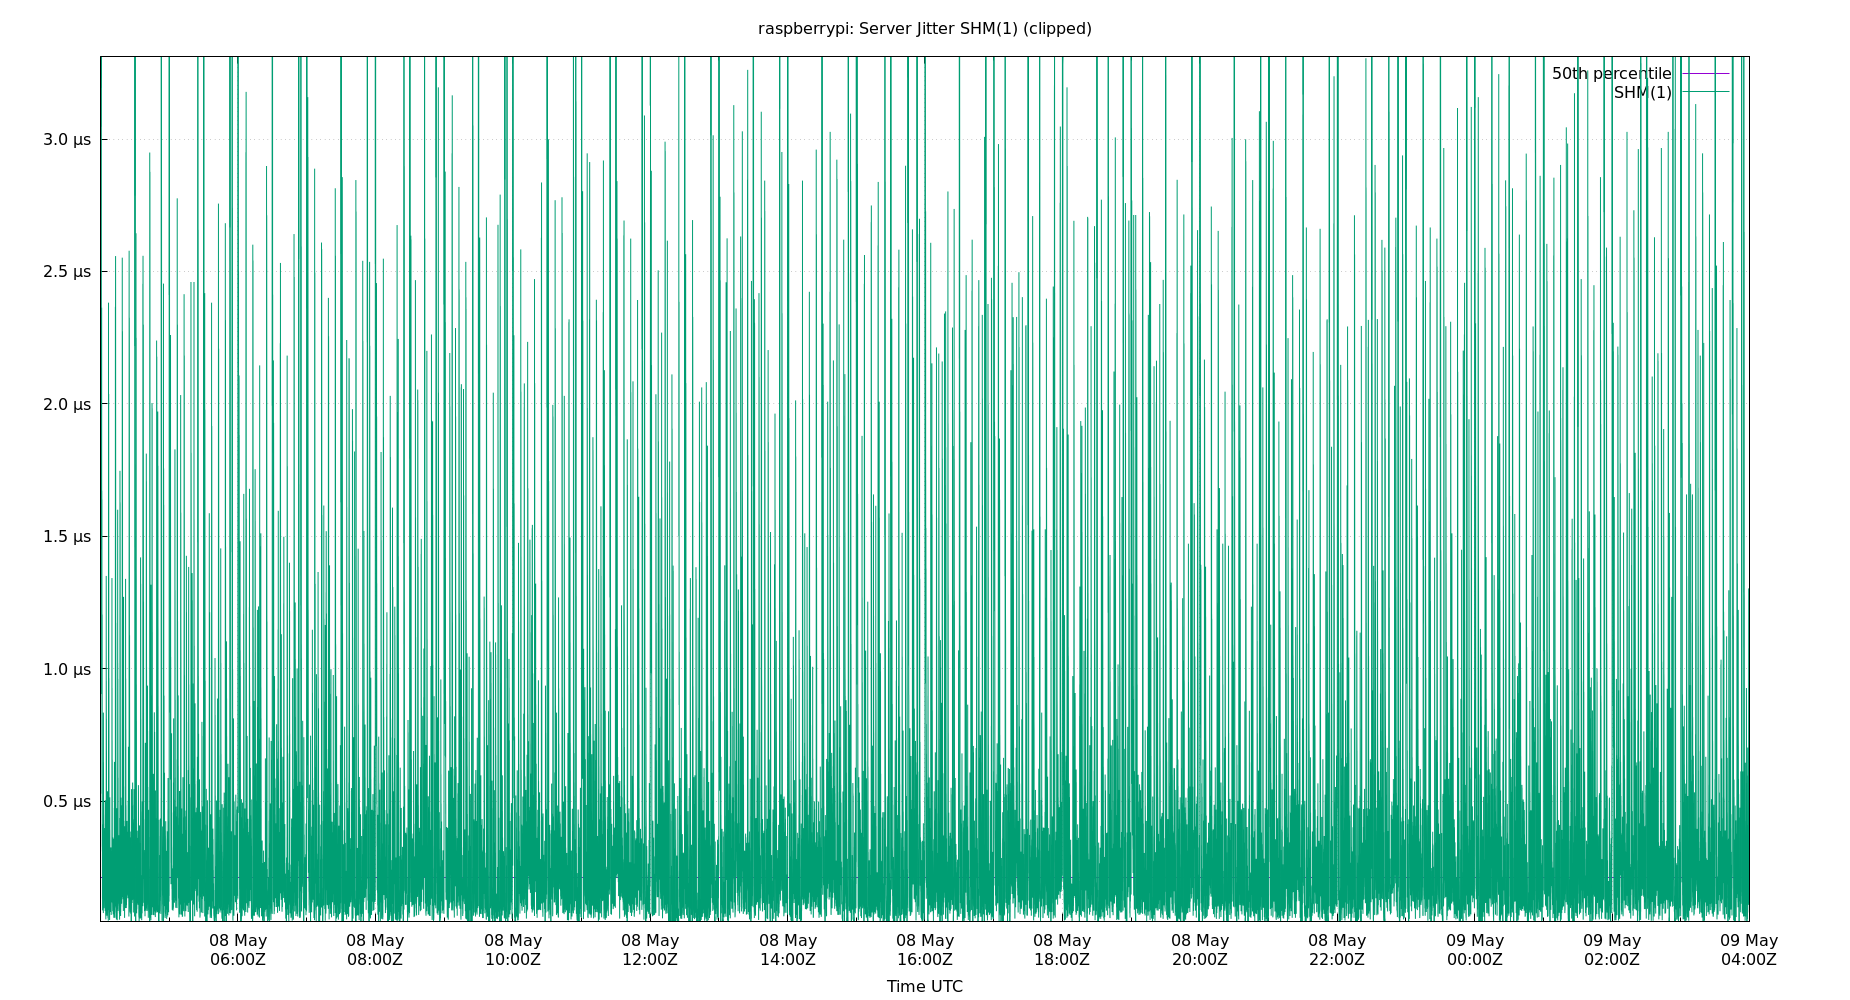 raspberrypi: Server Jitter SHM(1) (clipped)
50th percentile
SHM(1)
3.0 µs
2.5 µs
2.0 µs
1.5 µs
1.0 µs
0.5 µs
08 May 08 May 08 May 08 May 08 May 08 May 08 May 08 May 08 May 09 May 09 May 09 May
06:00Z 08:00Z 10:00Z 12:00Z 14:00Z 16:00Z 18:00Z 20:00Z 22:00Z 00:00Z 02:00Z 04:00Z
Time UTC